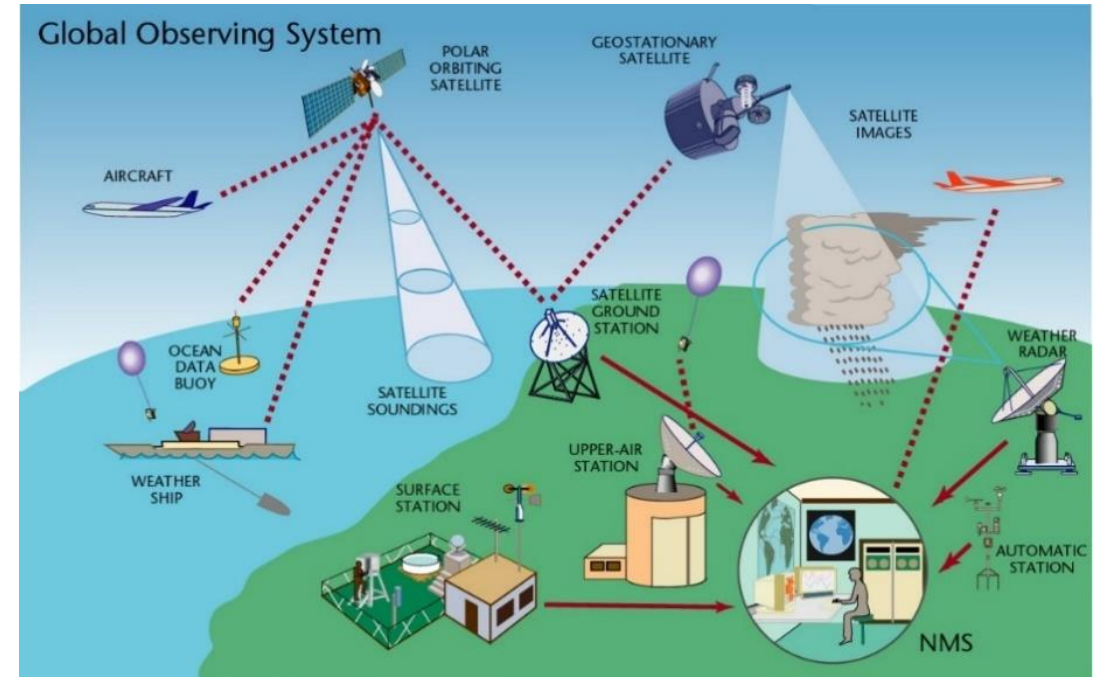 Global Observing System
POLAR
ORBITING
SATELLITE
GEOSTATIONARY
SATELLITE
SATELLITE
IMAGES
AIRCRAFT
SATELLITE
GROUND
STATION
WEATHER
RADAR
OCEAN
DATA
BUOY
SATELLITE
SOUNDINGS
UPPER-AIR
STATION
WEATHER
SHIP
SURFACE
STATION
AUTOMATIC
STATION
NMS